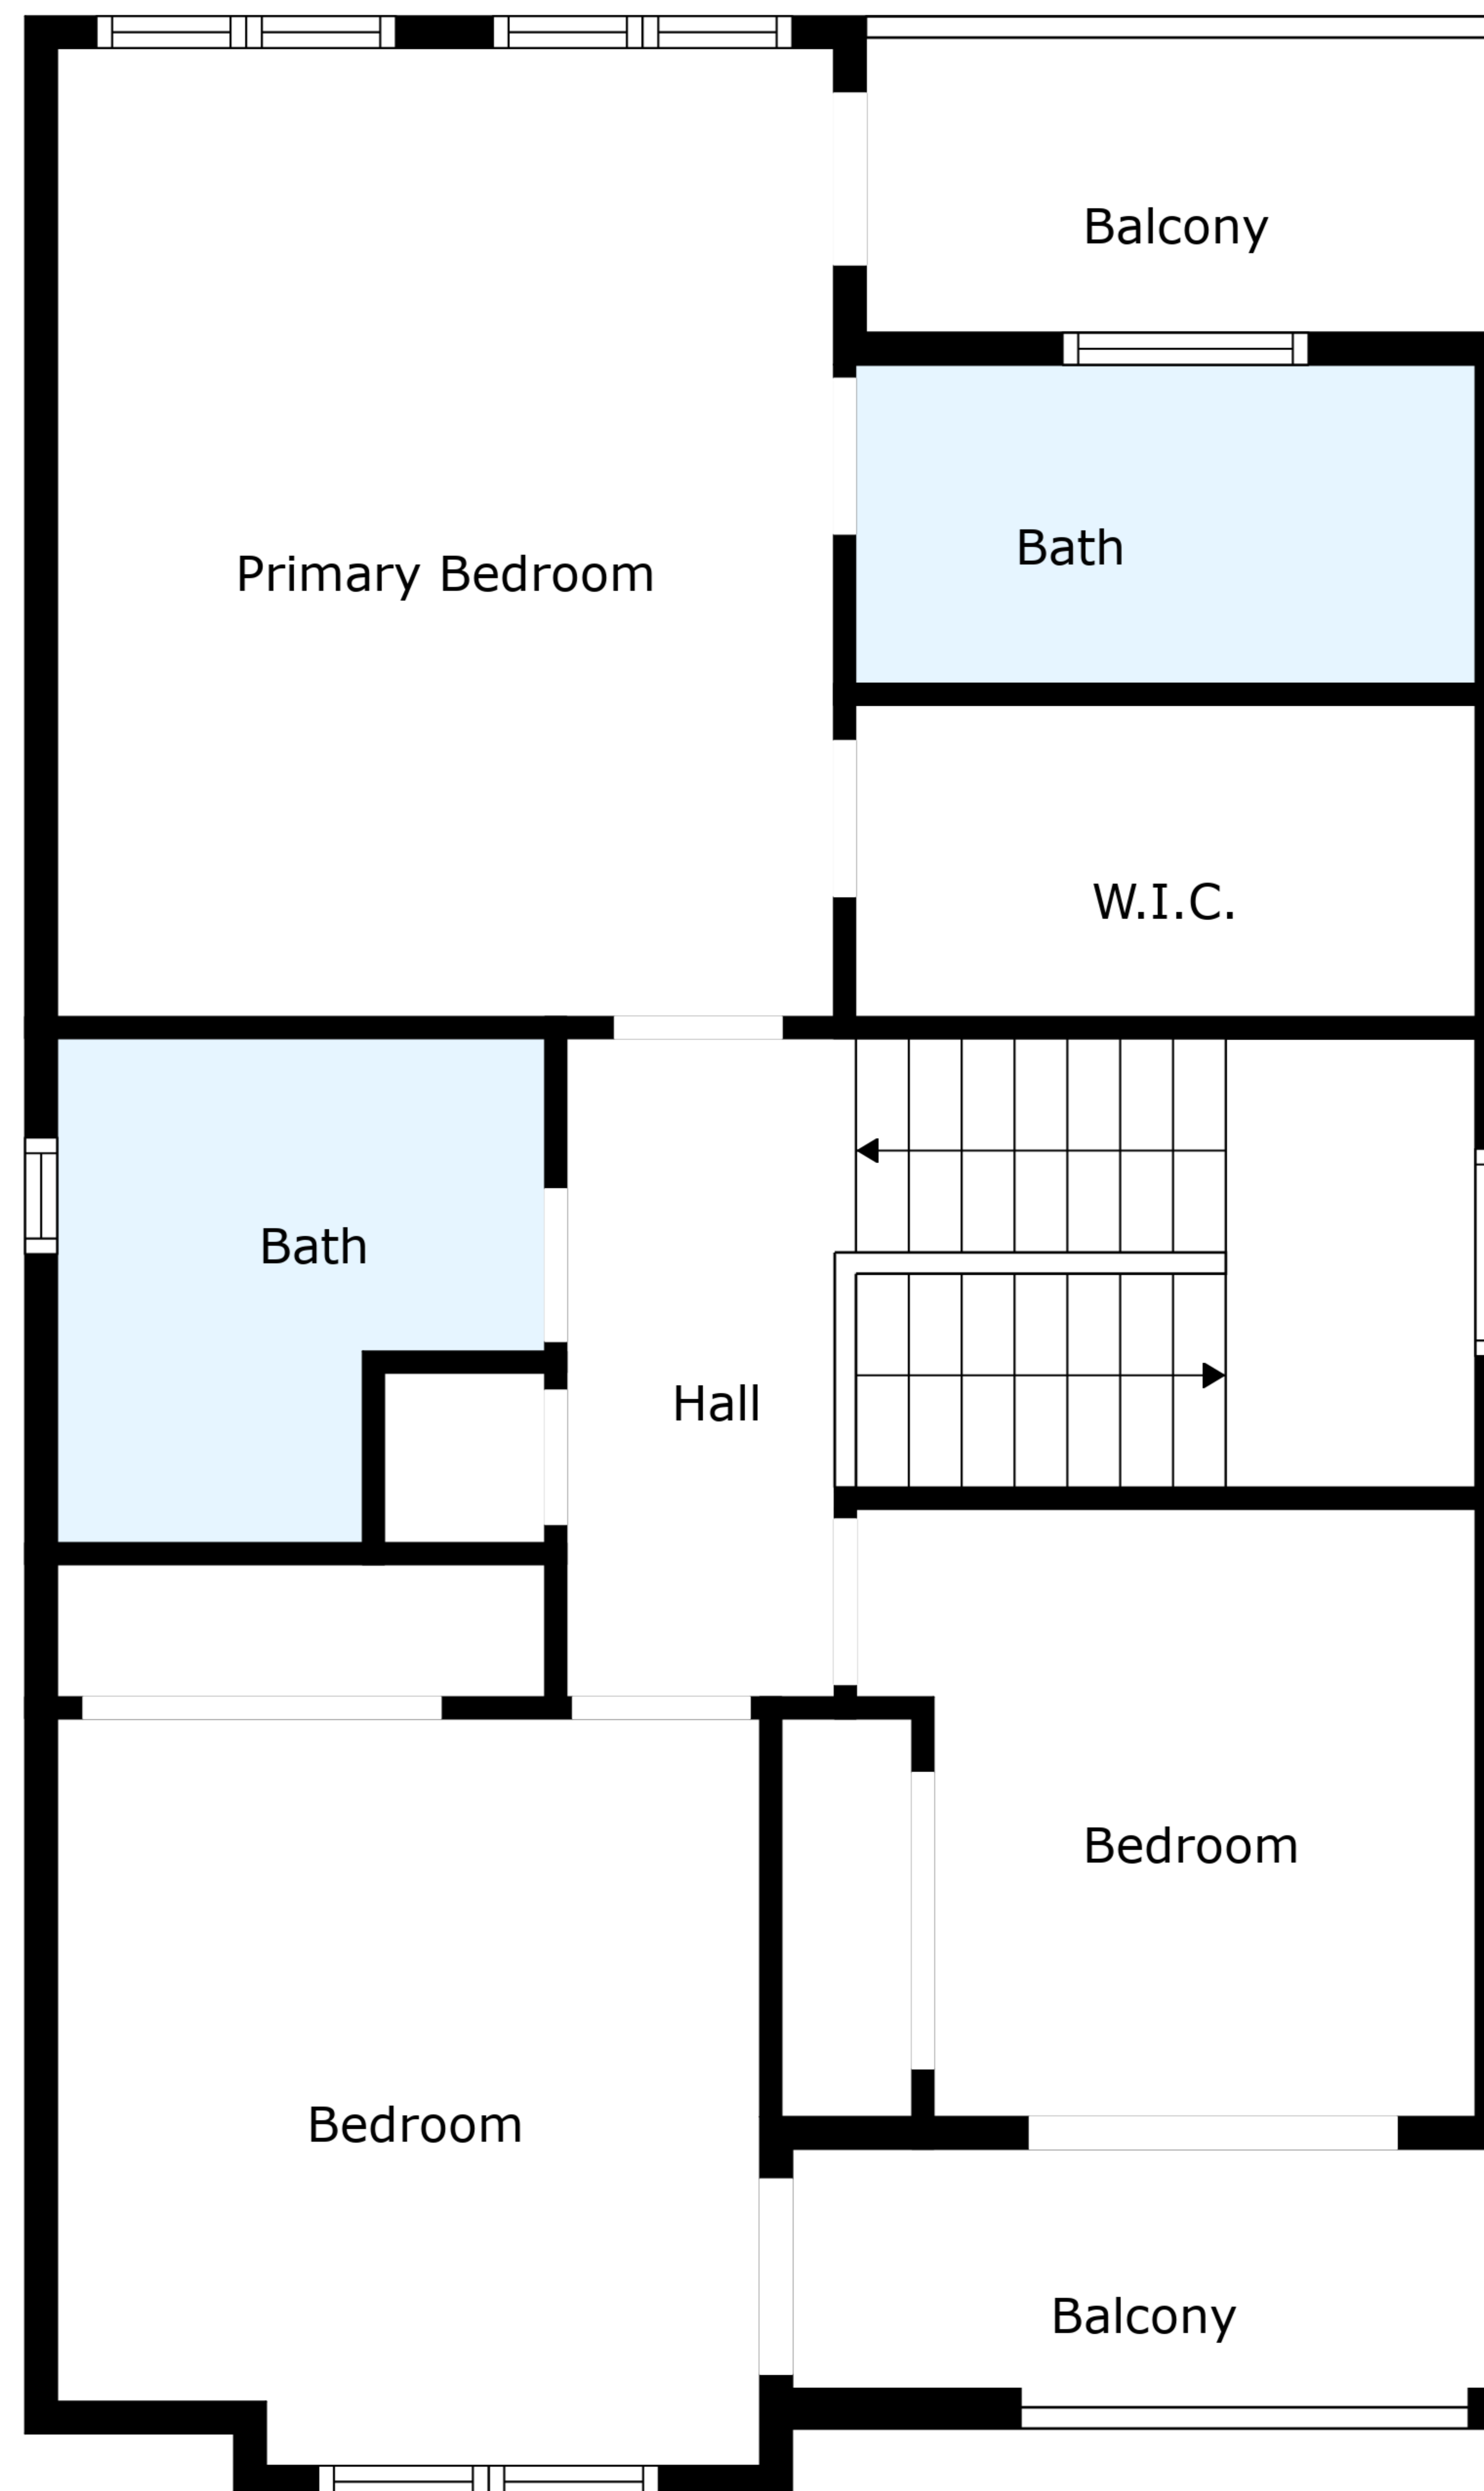 Balcony
Bath
Primary Bedroom
W.I.C.
Bath
Hall
Bedroom
Bedroom
Balcony